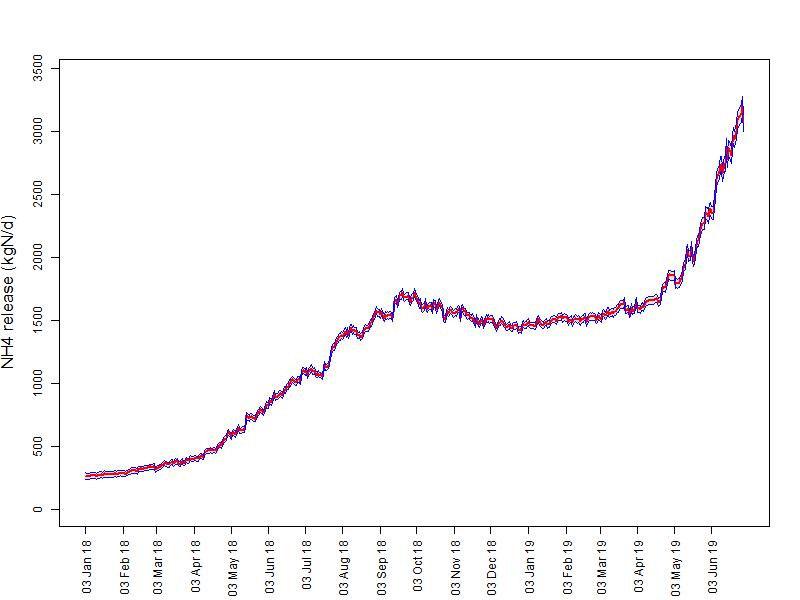 NH4 release (kgN/d)
3500
3000
2500
2000
1500
1000
500
0
03 Jan 18
03 Feb 18
03 Mar 18
03 Apr 18
03 May 18
03 Jun 18
03 Jul 18
03 Aug 18
03 Sep 18
03 Oct 18
03 Nov 18
03 Dec 18
03 Jan 19
03 Feb 19
03 Mar 19
03 Apr 19
03 May 19
03 Jun 19